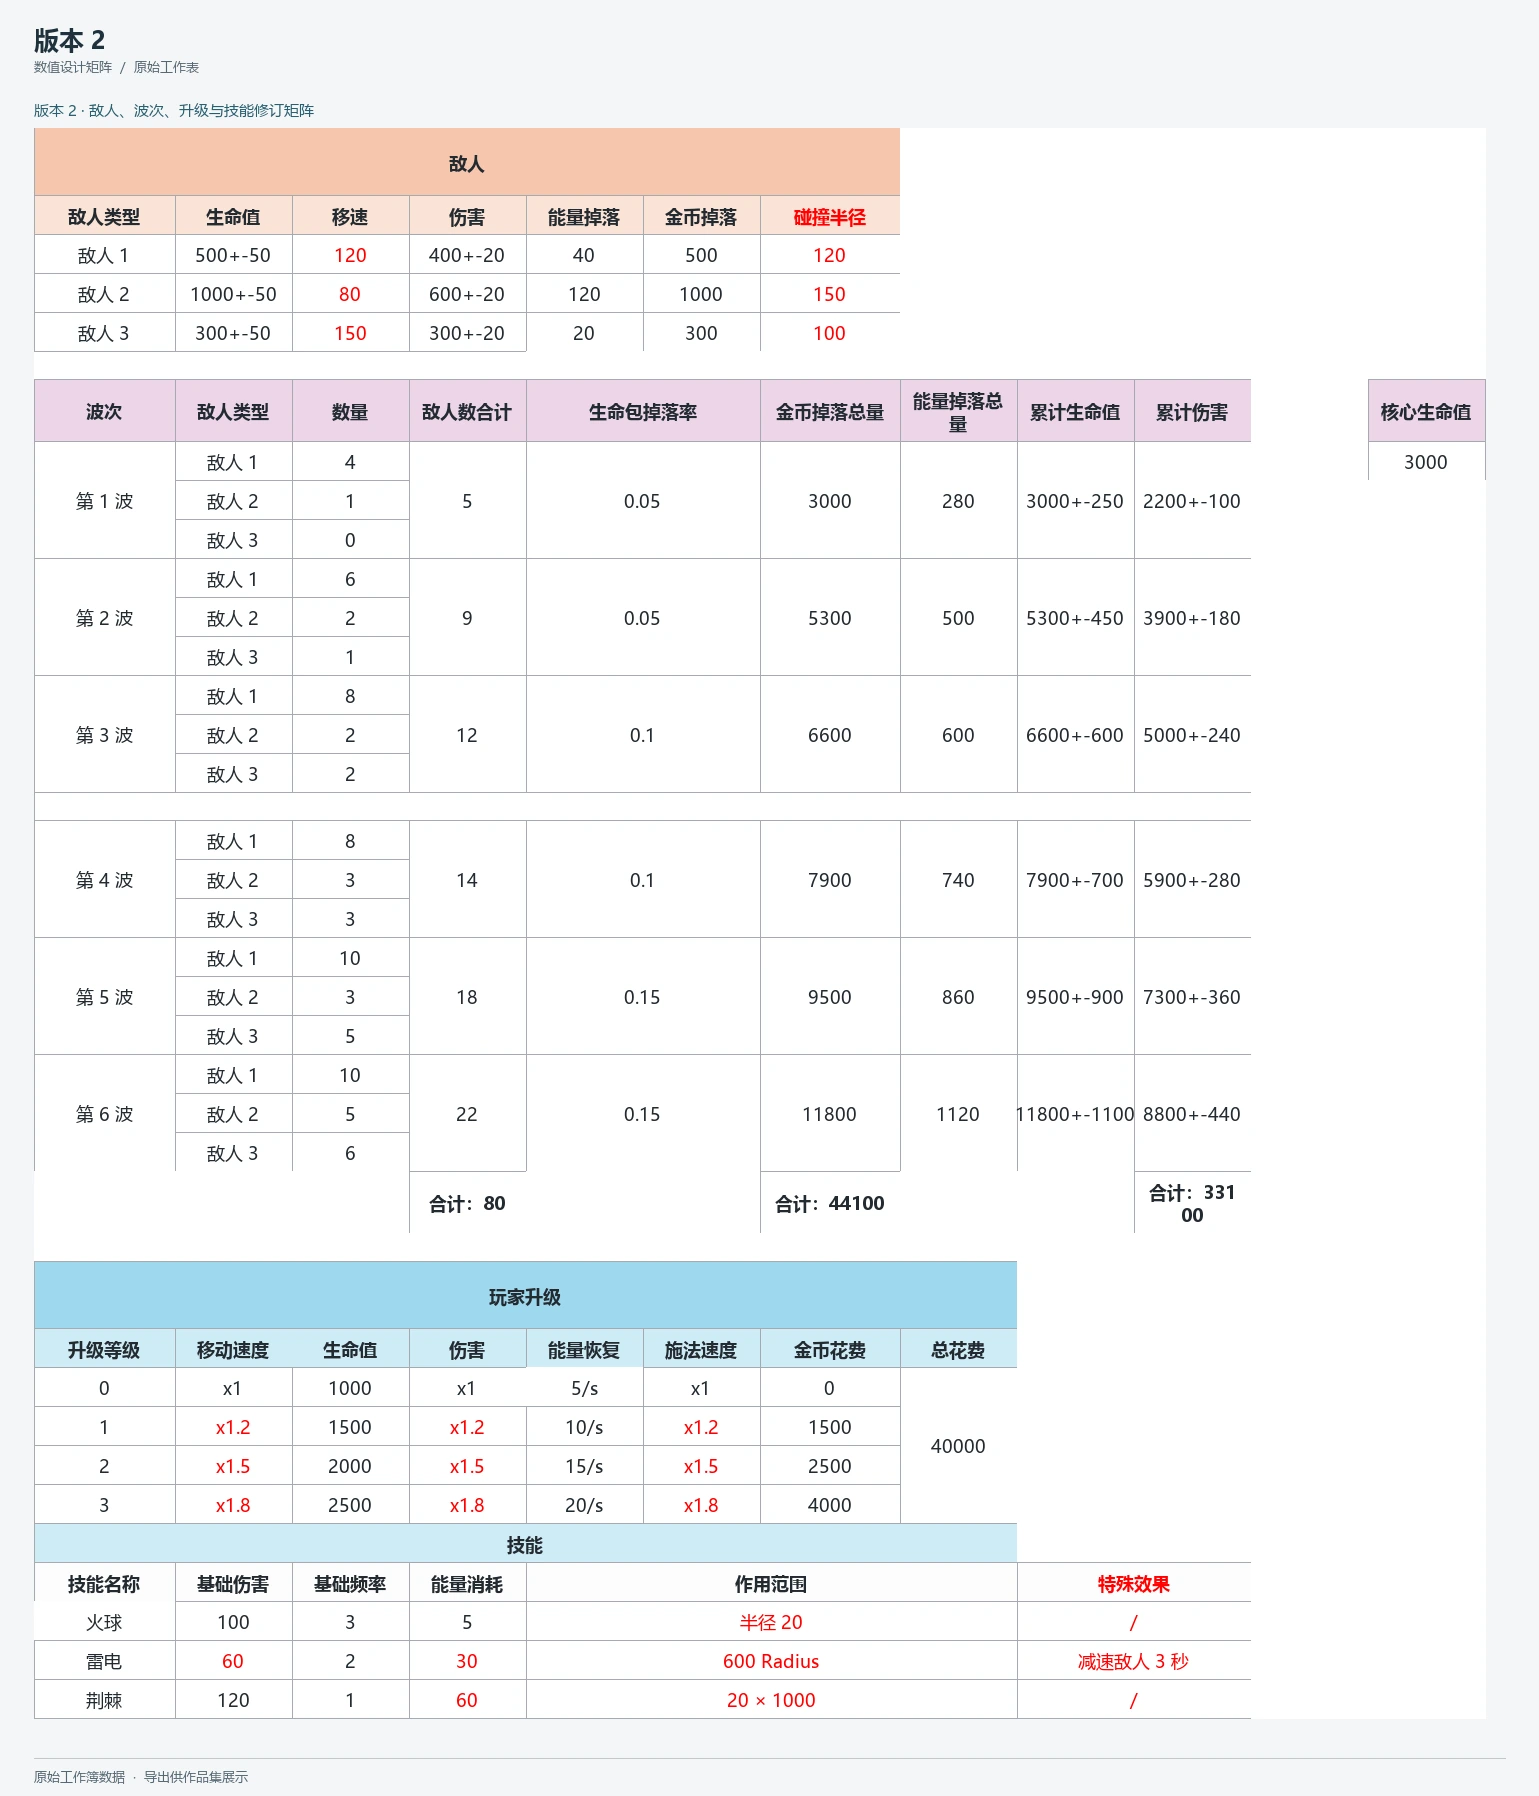 版本 2
数值设计矩阵 / 原始工作表
版本 2 · 敌人、波次、升级与技能修订矩阵
敌人
敌人类型 生命值 移速 伤害 能量掉落 金币掉落 碰撞半径
敌人 1 500+-50 120 400+-20 40 500 120
敌人 2 1000+-50 80 600+-20 120 1000 150
敌人 3 300+-50 150 300+-20 20 300 100
波次 敌人类型 数量 敌人数合计 生命包掉落率 金币掉落总量 能量掉落总量 累计生命值 累计伤害 核心生命值
敌人 1 4 3000
第 1 波 敌人 2 1 5 0.05 3000 280 3000+-250 2200+-100
敌人 3 0
敌人 1 6
第 2 波 敌人 2 2 9 0.05 5300 500 5300+-450 3900+-180
敌人 3 1
敌人 1 8
第 3 波 敌人 2 2 12 0.1 6600 600 6600+-600 5000+-240
敌人 3 2
敌人 1 8
第 4 波 敌人 2 3 14 0.1 7900 740 7900+-700 5900+-280
敌人 3 3
敌人 1 10
第 5 波 敌人 2 3 18 0.15 9500 860 9500+-900 7300+-360
敌人 3 5
敌人 1 10
第 6 波 敌人 2 5 22 0.15 11800 1120 11800+-1100 8800+-440
敌人 3 6
合计：80 合计：44100 合计：33100
玩家升级
升级等级 移动速度 生命值 伤害 能量恢复 施法速度 金币花费 总花费
0 x1 1000 x1 5/s x1 0
1 x1.2 1500 x1.2 10/s x1.2 1500
40000
2 x1.5 2000 x1.5 15/s x1.5 2500
3 x1.8 2500 x1.8 20/s x1.8 4000
技能
技能名称 基础伤害 基础频率 能量消耗 作用范围 特殊效果
火球 100 3 5 半径 20 /
雷电 60 2 30 600 Radius 减速敌人 3 秒
荆棘 120 1 60 20 × 1000 /
原始工作簿数据 · 导出供作品集展示